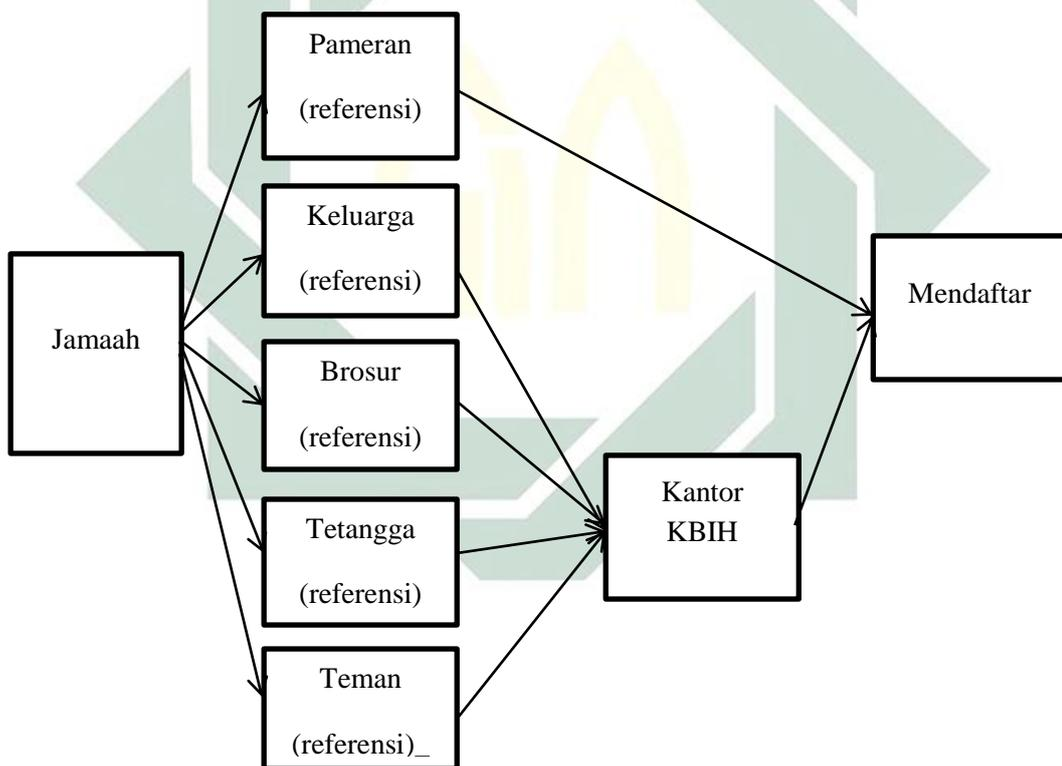 Pameran
(referensi)
Keluarga
(referensi)
Jamaah
Brosur
(referensi)
Tetangga
(referensi)
Teman
(referensi)_
Kantor
KBIH
Mendaftar